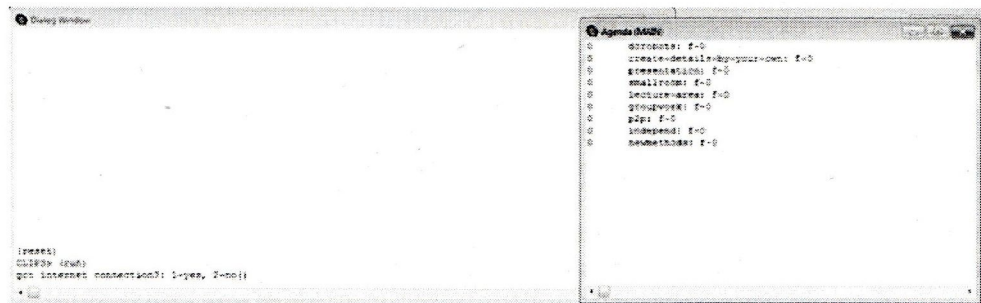 Dialog Window
(reset)
CLIPS> (run)
got internet connection?: 1-yes, 2-no()
Agenda (MAIN)
0 dorobots: f-0
0 create-details-by-your-own: f-0
0 presentation: f-0
0 smallroom: f-0
0 lecture-area: f-0
0 groupwork: f-0
0 p2p: f-0
0 independ: f-0
0 newmethods: f-0